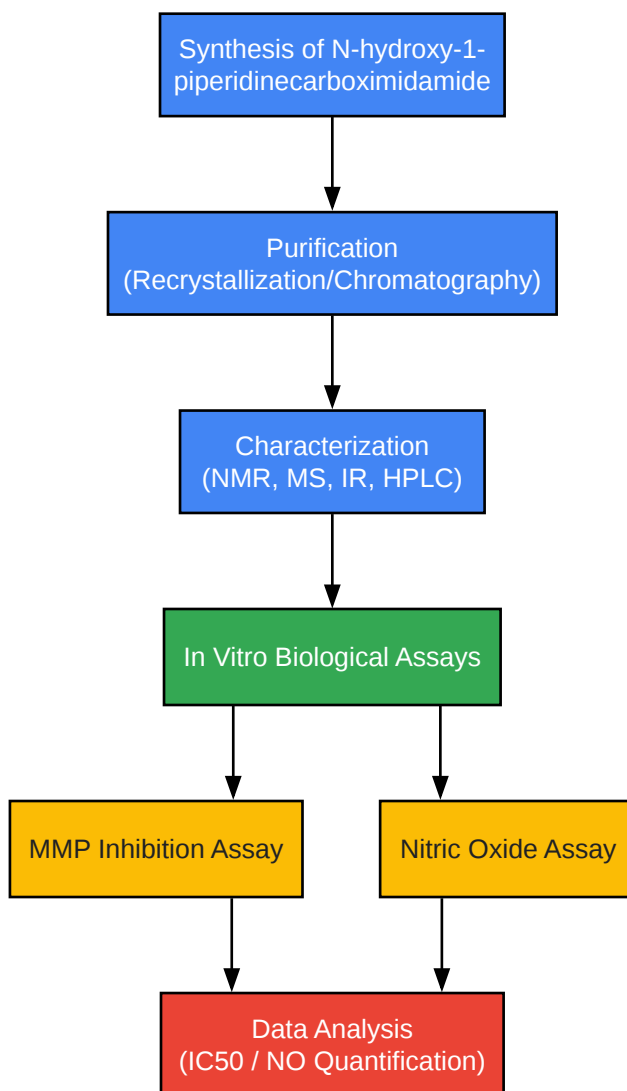 Synthesis of N-hydroxy-1-
piperidinecarboximidamide
Purification
(Recrystallization/Chromatography)
Characterization
(NMR, MS, IR, HPLC)
In Vitro Biological Assays
MMP Inhibition Assay
Nitric Oxide Assay
Data Analysis
(IC50 / NO Quantification)